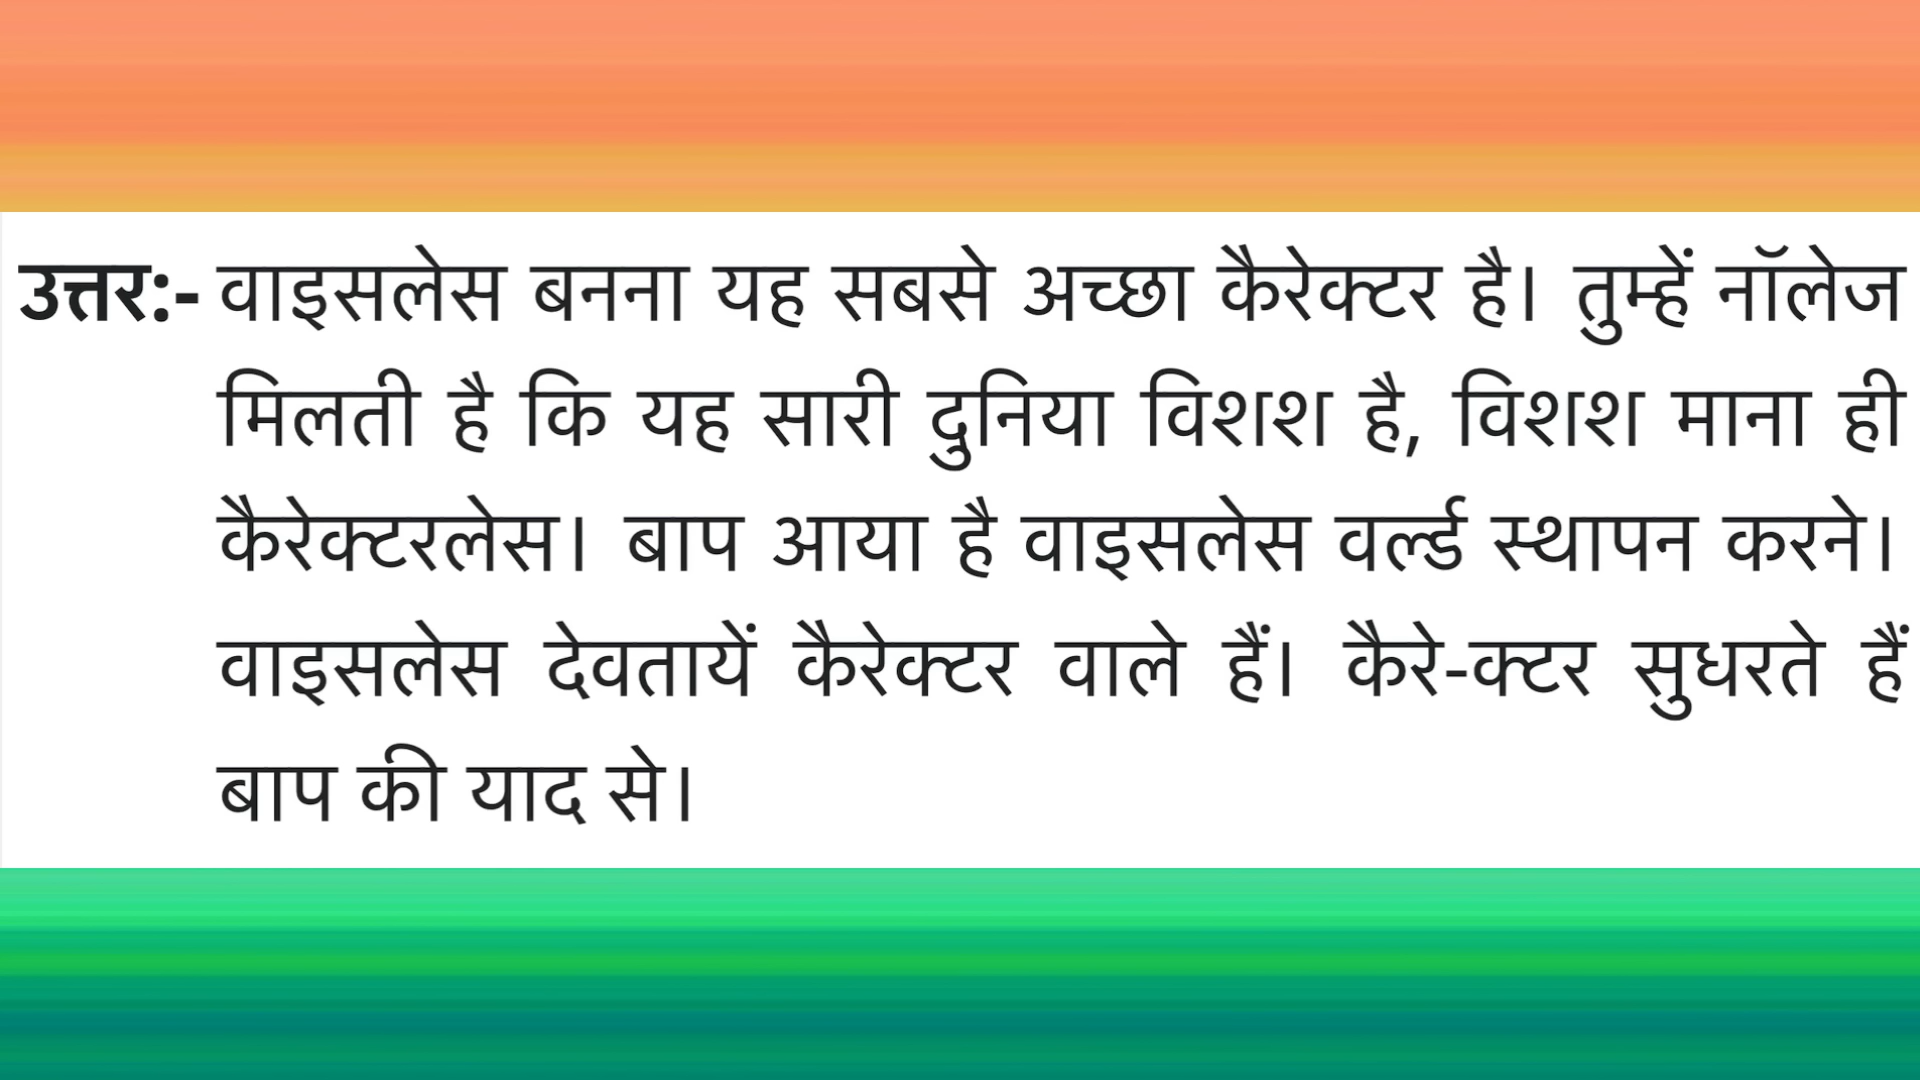 उत्तर:- वाइसलेस बनना यह सबसे अच्छा कैरेक्टर है। तुम्हें नॉलेज
मिलती है कि यह सारी दुनिया विशश है, विशश माना ही
कैरेक्टरलेस। बाप आया है वाइसलेस वर्ल्ड स्थापन करने।
वाइसलेस देवतायें कैरेक्टर वाले हैं। कैरे-क्टर सुधरते हैं
बाप की याद से।